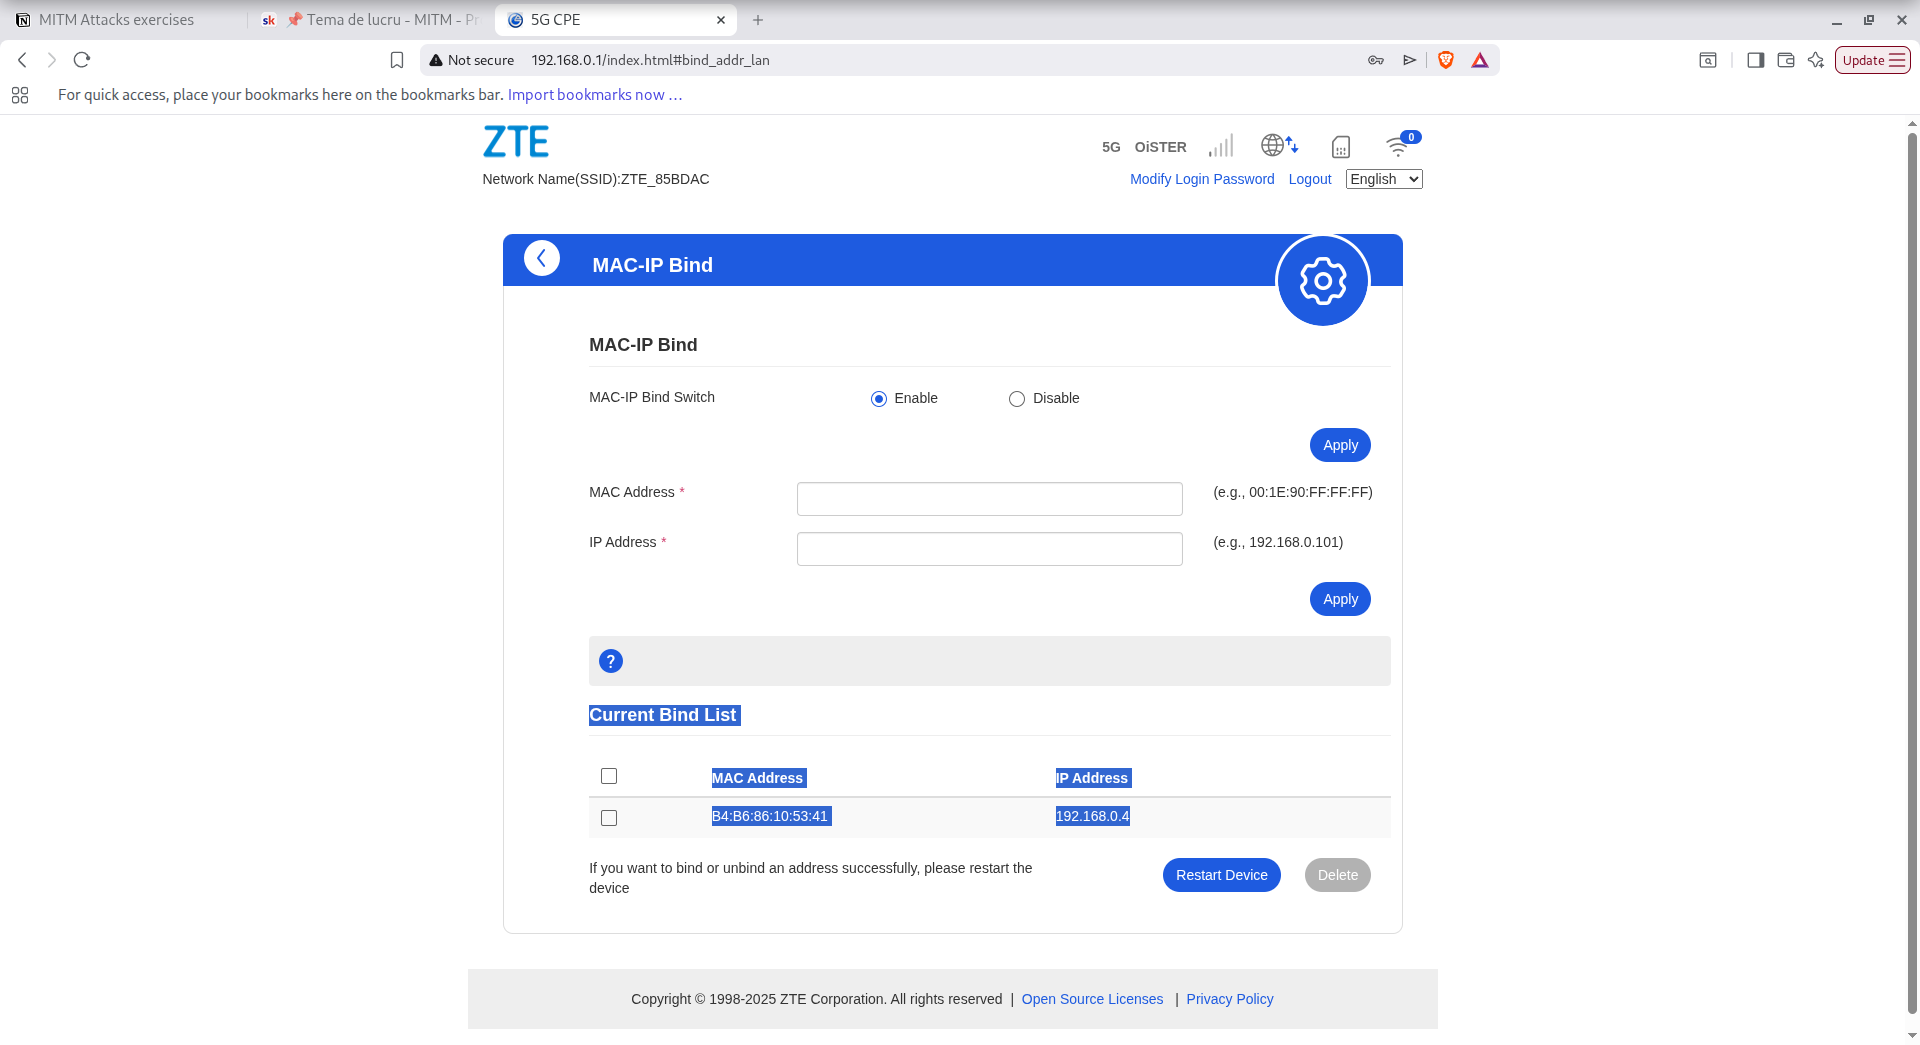 MITM Attacks exercises
📌 Tema de lucru - MITM - Pr
5G CPE
Not secure 192.168.0.1/index.html#bind_addr_lan
Update
For quick access, place your bookmarks here on the bookmarks bar. Import bookmarks now …
ZTE
5G OiSTER 0
Network Name(SSID):ZTE_85BDAC
Modify Login Password Logout English
MAC-IP Bind
MAC-IP Bind
MAC-IP Bind Switch Enable Disable
Apply
MAC Address * (e.g., 00:1E:90:FF:FF:FF)
IP Address * (e.g., 192.168.0.101)
Apply
?
Current Bind List
MAC Address IP Address
B4:B6:86:10:53:41 192.168.0.4
If you want to bind or unbind an address successfully, please restart the
device
Restart Device Delete
Copyright © 1998-2025 ZTE Corporation. All rights reserved | Open Source Licenses | Privacy Policy